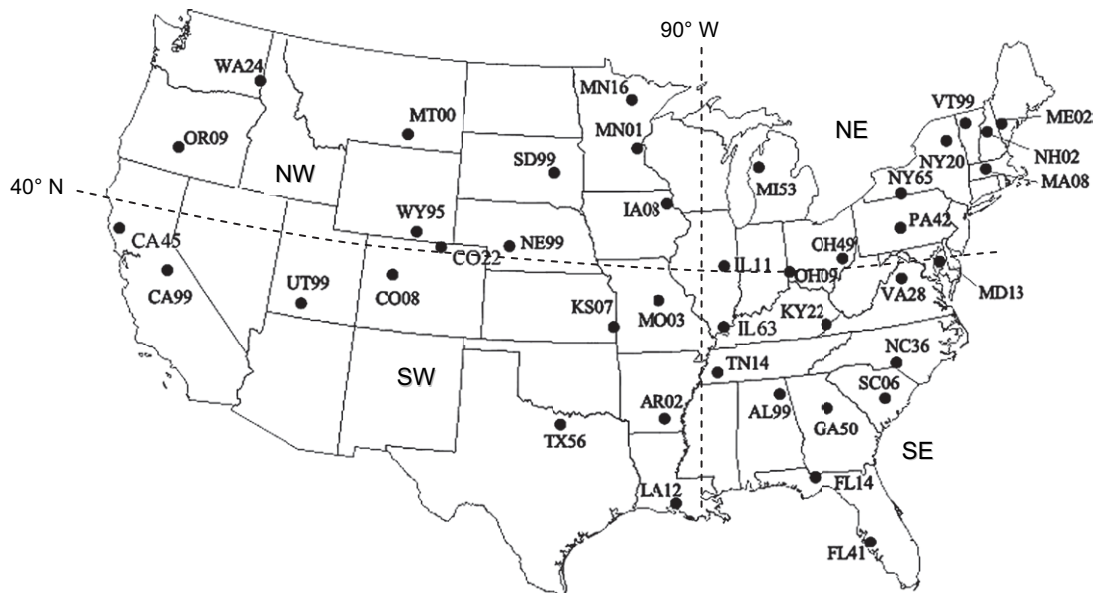 90° W
WA24
MN16
VT99
ME02
MT00
NE
OR09
MN01
NH02
NY20
SD99
MI53
NW
NY65
MA08
40° N
IA08
WY95
PA42
CA45
NE99
OH49
CO22
IL11
OH09
UT99
CA99
CO08
VA28
MD13
KS07
MO03
KY22
IL63
NC36
TN14
SW
SC06
AR02
AL99
GA50
TX56
SE
LA12
FL14
FL41